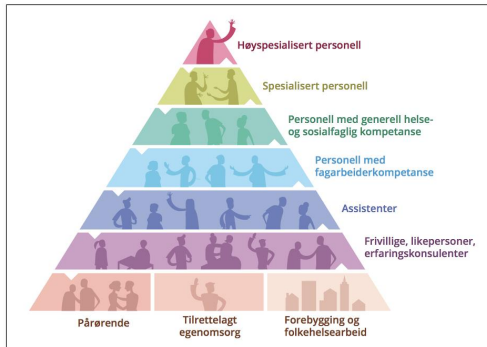 Høyspesialisert personell
Spesialisert personell
Personell med generell helse-
og sosialfaglig kompetanse
Personell med
fagarbeiderkompetanse
Assistenter
Frivillige, likepersoner,
erfaringskonsulenter
Pårørende
Tilrettelagt
egenomsorg
Forebygging og
folkehelsearbeid